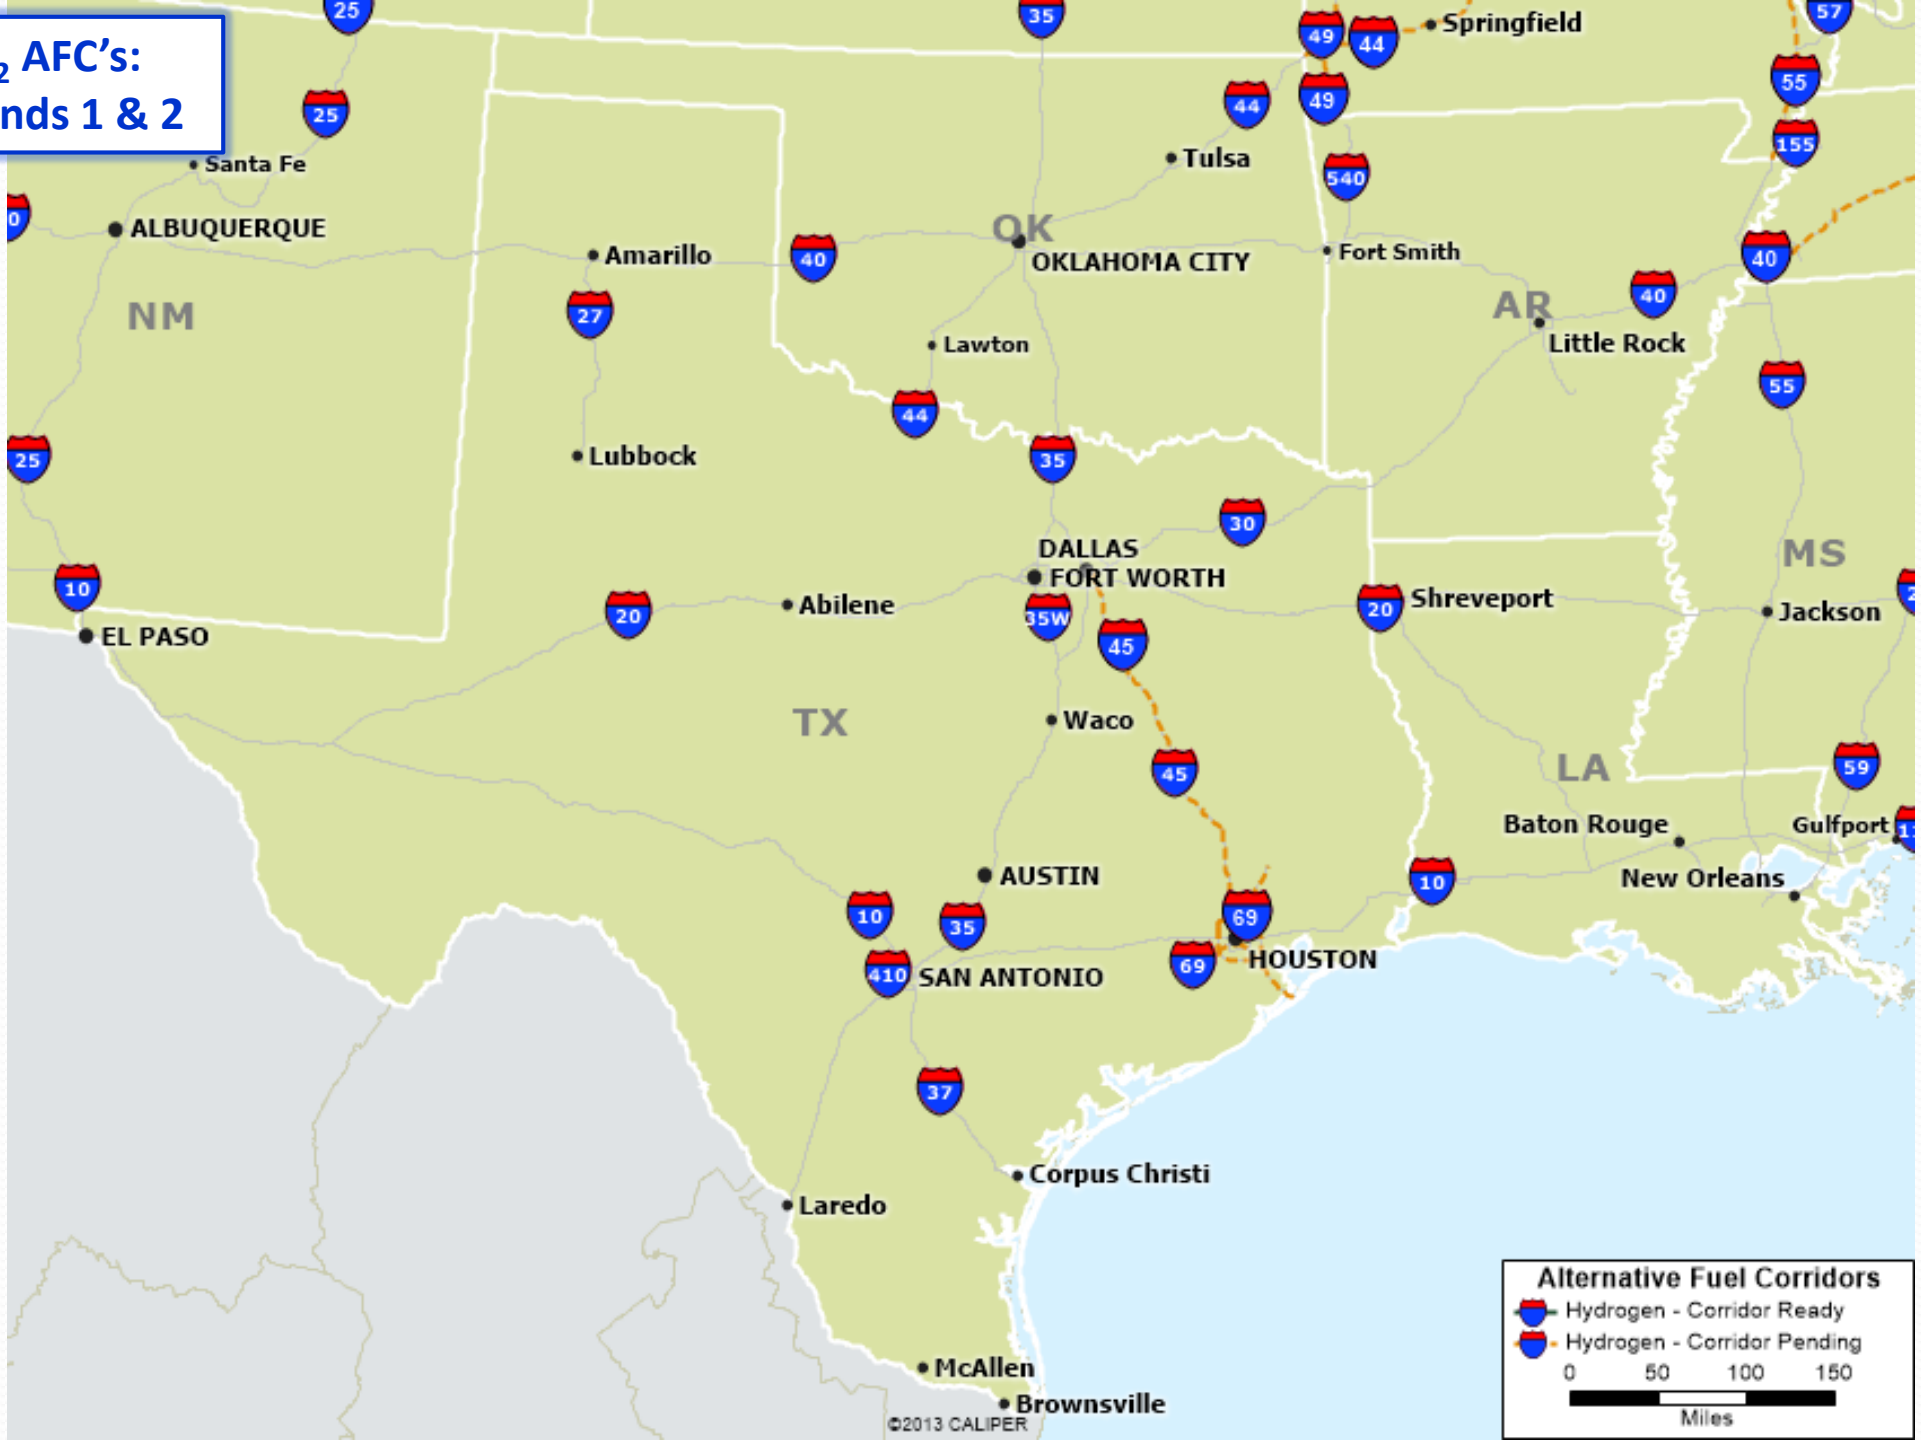 ₂ AFC’s:
nds 1 & 2
25
35
49
44
Springfield
57
25
44
49
55
155
Santa Fe
Tulsa
540
0
ALBUQUERQUE
OK
Amarillo
40
OKLAHOMA CITY
Fort Smith
40
NM
27
AR
40
Little Rock
Lawton
55
44
25
Lubbock
35
30
DALLAS
FORT WORTH
MS
10
20
Abilene
35W
20
Shreveport
Jackson
2
EL PASO
45
TX
Waco
45
LA
59
Baton Rouge
Gulfport
1
AUSTIN
10
New Orleans
10
35
69
410
SAN ANTONIO
69
HOUSTON
37
Corpus Christi
Laredo
McAllen
Brownsville
©2013 CALIPER
Alternative Fuel Corridors
Hydrogen - Corridor Ready
Hydrogen - Corridor Pending
0 50 100 150
Miles